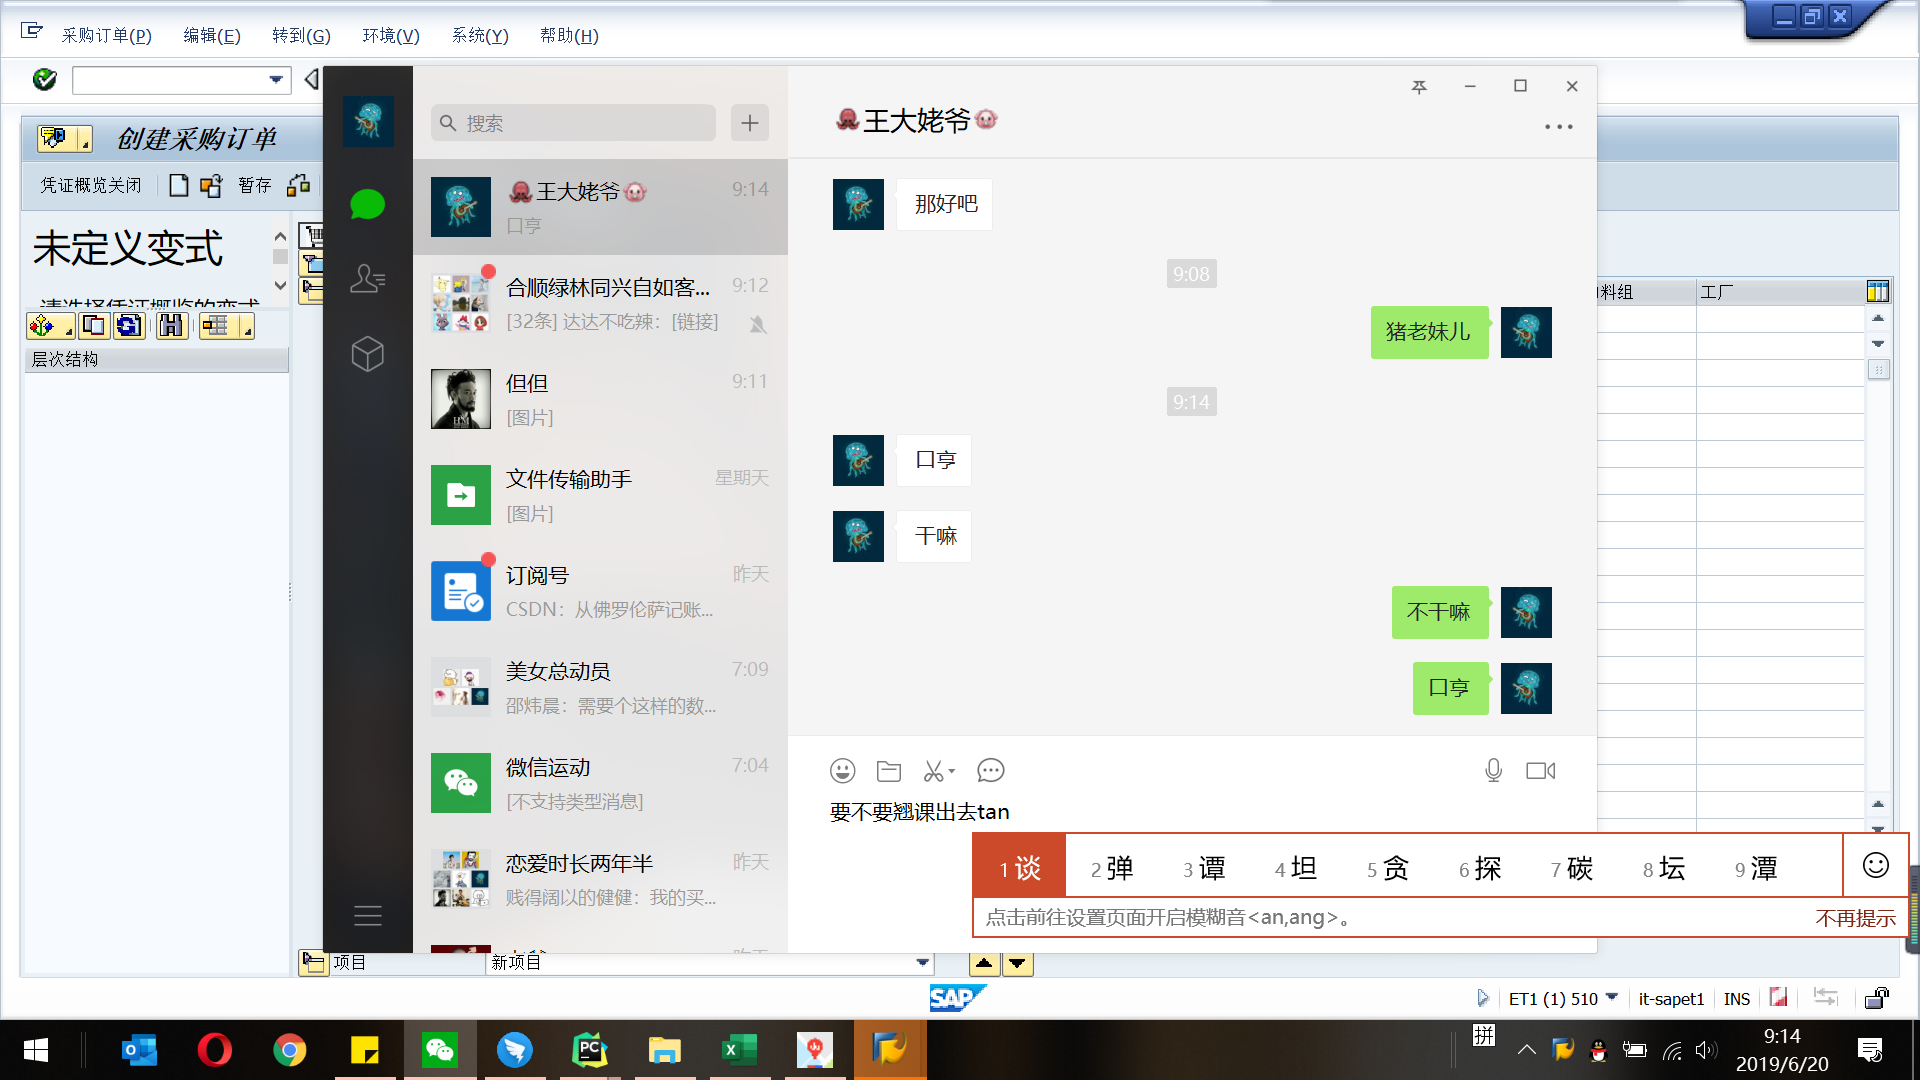 采购订单(P) 编辑(E) 转到(G) 环境(V) 系统(Y) 帮助(H)
创建采购订单
凭证概览关闭 暂存
未定义变式
请选择凭证概览的变式
层次结构
物料组 工厂
项目 新项目
SAP
ET1 (1) 510 it-sapet1 INS
搜索
王大姥爷 9:14
口亨
合顺绿林同兴自如客... 9:12
[32条] 达达不吃辣：[链接]
但但 9:11
[图片]
文件传输助手 星期天
[图片]
订阅号 昨天
CSDN：从佛罗伦萨记账...
美女总动员 7:09
邵炜晨：需要个这样的数...
微信运动 7:04
[不支持类型消息]
恋爱时长两年半 昨天
贱得阔以的健健：我的买...
王大姥爷
那好吧
9:08
猪老妹儿
9:14
口亨
干嘛
不干嘛
口亨
要不要翘课出去tan
1 谈 2 弹 3 谭 4 坦 5 贪 6 探 7 碳 8 坛 9 潭
点击前往设置页面开启模糊音<an,ang>。 不再提示
拼
9:14
2019/6/20